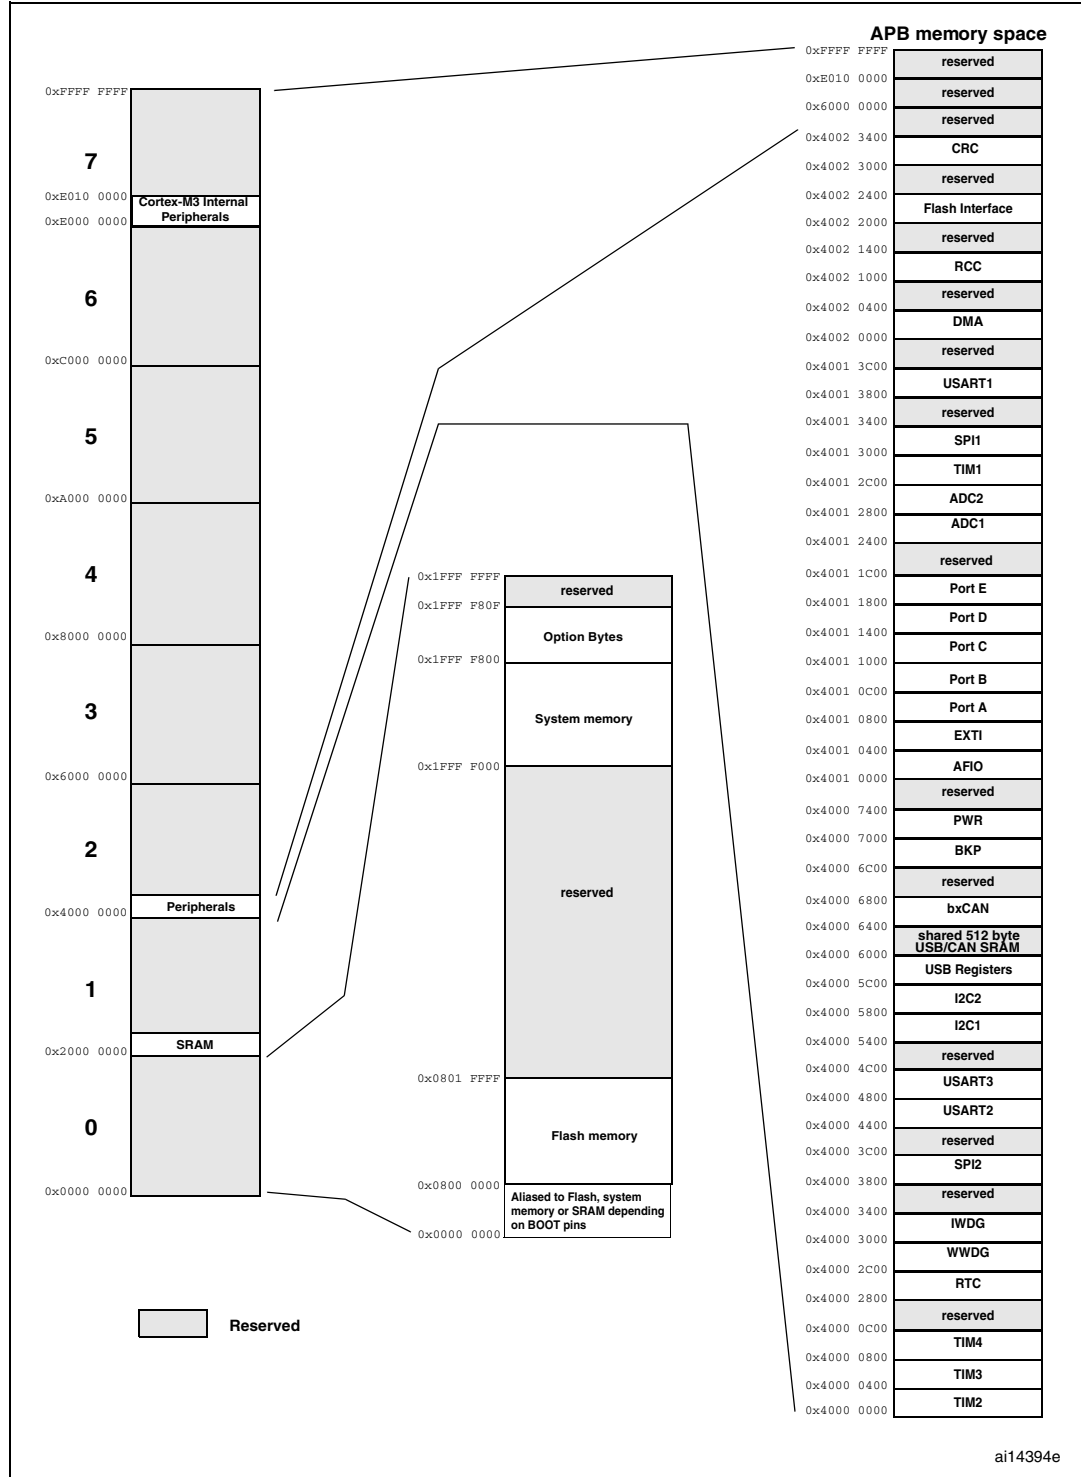 APB memory space
0xFFFF FFFF
7
0xE010 0000
Cortex-M3 Internal
Peripherals
0xE000 0000
6
0xC000 0000
5
0xA000 0000
4
0x8000 0000
3
0x6000 0000
2
Peripherals
0x4000 0000
1
SRAM
0x2000 0000
0
0x0000 0000
Reserved
0x1FFF FFFF
reserved
0x1FFF F80F
Option Bytes
0x1FFF F800
System memory
0x1FFF F000
reserved
0x0801 FFFF
Flash memory
0x0800 0000
Aliased to Flash, system
memory or SRAM depending
on BOOT pins
0x0000 0000
0xFFFF FFFF
reserved
0xE010 0000
reserved
0x6000 0000
reserved
0x4002 3400
CRC
0x4002 3000
reserved
0x4002 2400
Flash Interface
0x4002 2000
reserved
0x4002 1400
RCC
0x4002 1000
reserved
0x4002 0400
DMA
0x4002 0000
reserved
0x4001 3C00
USART1
0x4001 3800
reserved
0x4001 3400
SPI1
0x4001 3000
TIM1
0x4001 2C00
ADC2
0x4001 2800
ADC1
0x4001 2400
reserved
0x4001 1C00
Port E
0x4001 1800
Port D
0x4001 1400
Port C
0x4001 1000
Port B
0x4001 0C00
Port A
0x4001 0800
EXTI
0x4001 0400
AFIO
0x4001 0000
reserved
0x4000 7400
PWR
0x4000 7000
BKP
0x4000 6C00
reserved
0x4000 6800
bxCAN
0x4000 6400
shared 512 byte
USB/CAN SRAM
0x4000 6000
USB Registers
0x4000 5C00
I2C2
0x4000 5800
I2C1
0x4000 5400
reserved
0x4000 4C00
USART3
0x4000 4800
USART2
0x4000 4400
reserved
0x4000 3C00
SPI2
0x4000 3800
reserved
0x4000 3400
IWDG
0x4000 3000
WWDG
0x4000 2C00
RTC
0x4000 2800
reserved
0x4000 0C00
TIM4
0x4000 0800
TIM3
0x4000 0400
TIM2
0x4000 0000
ai14394e